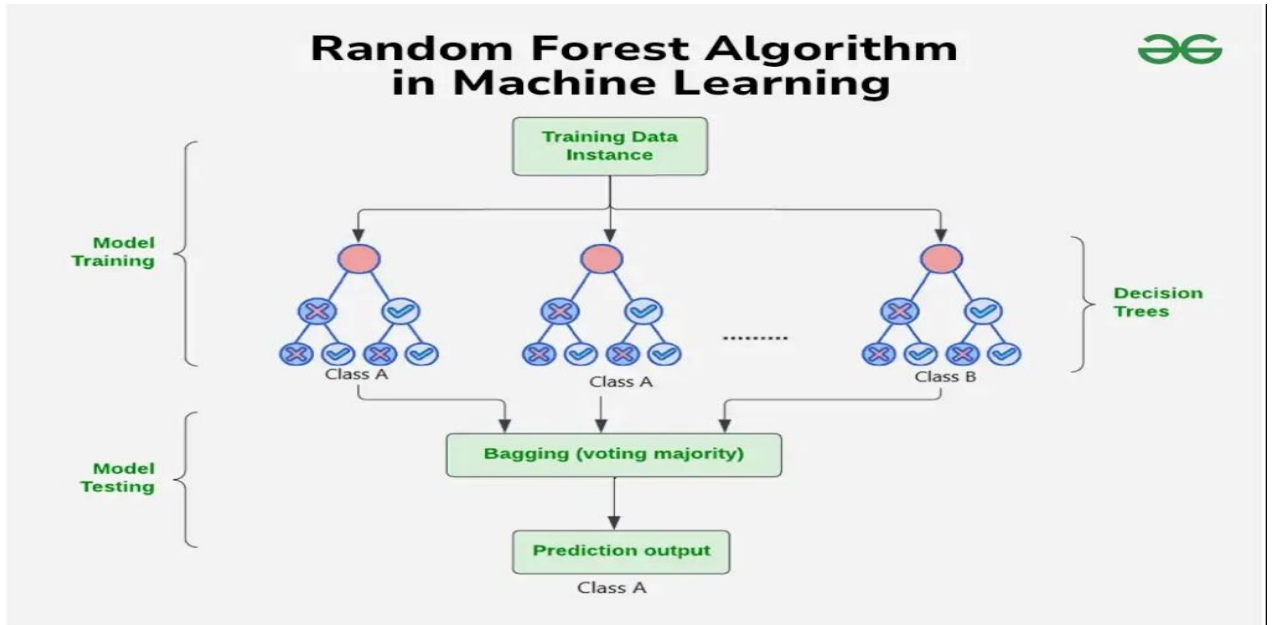 Random Forest Algorithm
in Machine Learning
Training Data
Instance
Model
Training
Decision
Trees
Class A
Class A
.........
Class B
Bagging (voting majority)
Model
Testing
Prediction output
Class A